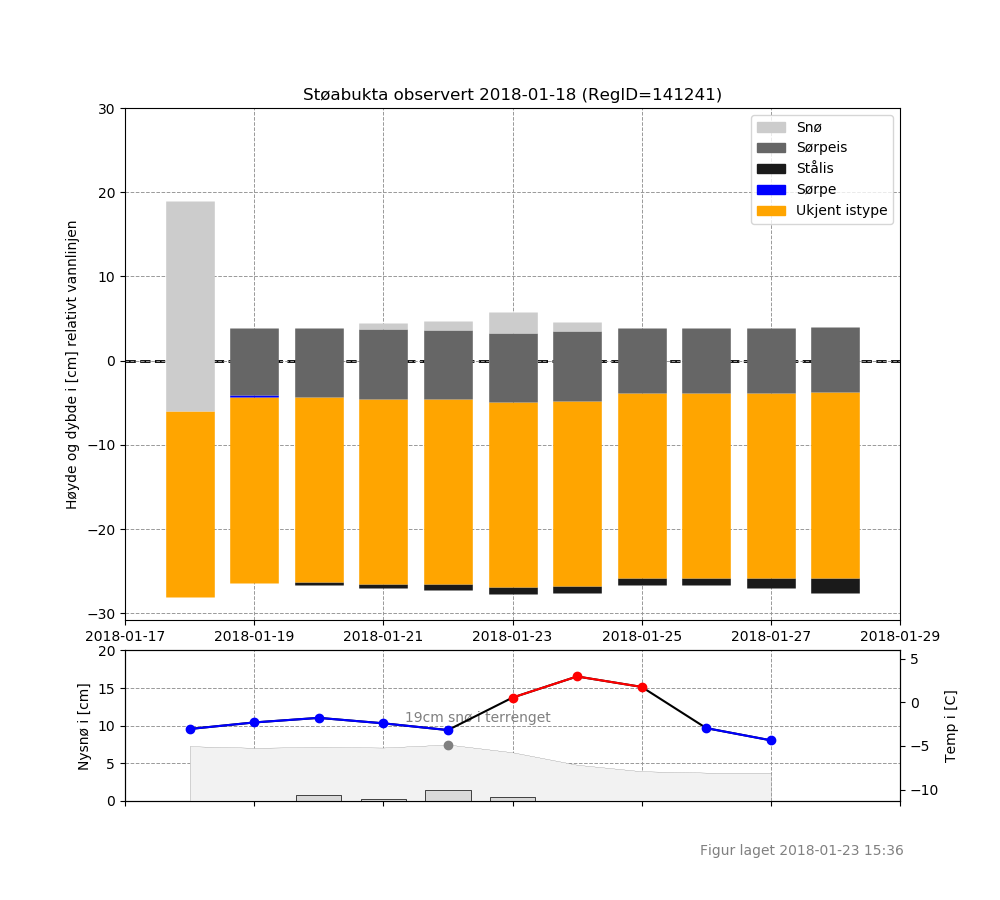 Støabukta observert 2018-01-18 (RegID=141241)
Høyde og dybde i [cm] relativt vannlinjen
30
20
10
0
−10
−20
−30
Snø
Sørpeis
Stålis
Sørpe
Ukjent istype
2018-01-17 2018-01-19 2018-01-21 2018-01-23 2018-01-25 2018-01-27 2018-01-29
Nysnø i [cm]
20
15
10
5
0
19cm snø i terrenget
5
0
−5
−10
Temp i [C]
Figur laget 2018-01-23 15:36